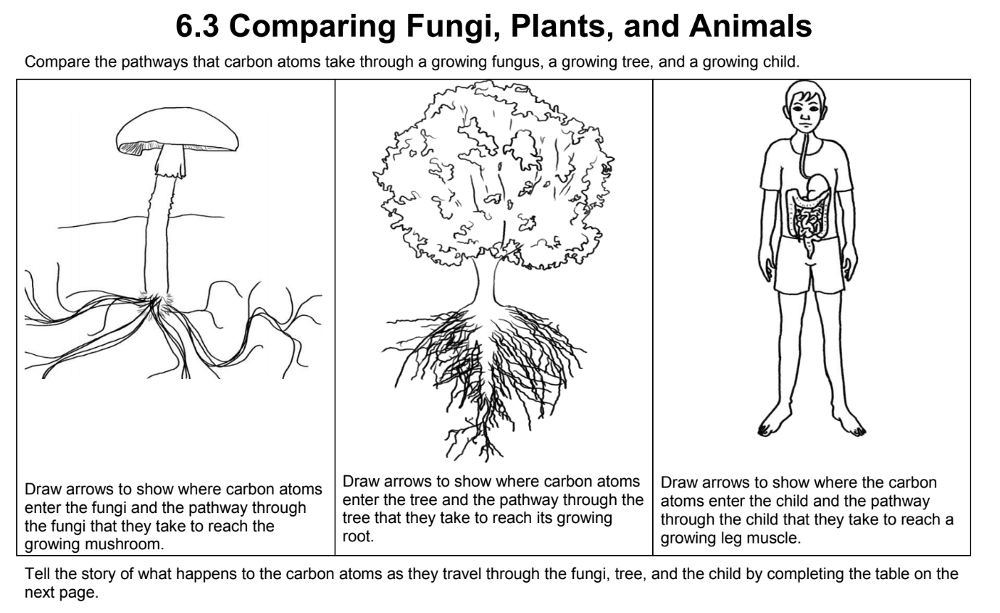 6.3 Comparing Fungi, Plants, and Animals
Compare the pathways that carbon atoms take through a growing fungus, a growing tree, and a growing child.
Draw arrows to show where carbon atoms
enter the fungi and the pathway through
the fungi that they take to reach the
growing mushroom.
Draw arrows to show where carbon atoms
enter the tree and the pathway through the
tree that they take to reach its growing
root.
Draw arrows to show where the carbon
atoms enter the child and the pathway
through the child that they take to reach a
growing leg muscle.
Tell the story of what happens to the carbon atoms as they travel through the fungi, tree, and the child by completing the table on the
next page.